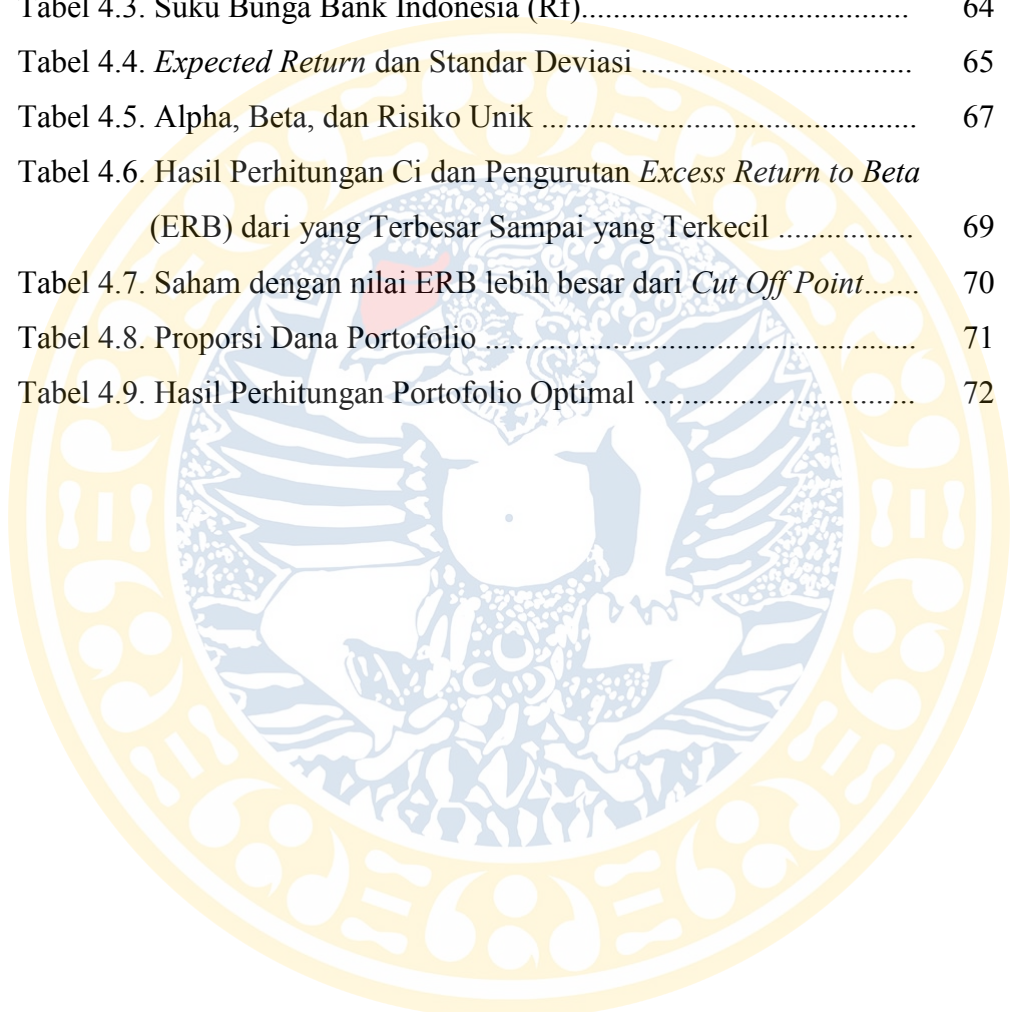 Tabel 4.3. Suku Bunga Bank Indonesia (Rf)........................................ 64
Tabel 4.4. Expected Return dan Standar Deviasi ................................. 65
Tabel 4.5. Alpha, Beta, dan Risiko Unik .............................................. 67
Tabel 4.6. Hasil Perhitungan Ci dan Pengurutan Excess Return to Beta
(ERB) dari yang Terbesar Sampai yang Terkecil ................. 69
Tabel 4.7. Saham dengan nilai ERB lebih besar dari Cut Off Point....... 70
Tabel 4.8. Proporsi Dana Portofolio ..................................................... 71
Tabel 4.9. Hasil Perhitungan Portofolio Optimal ................................. 72